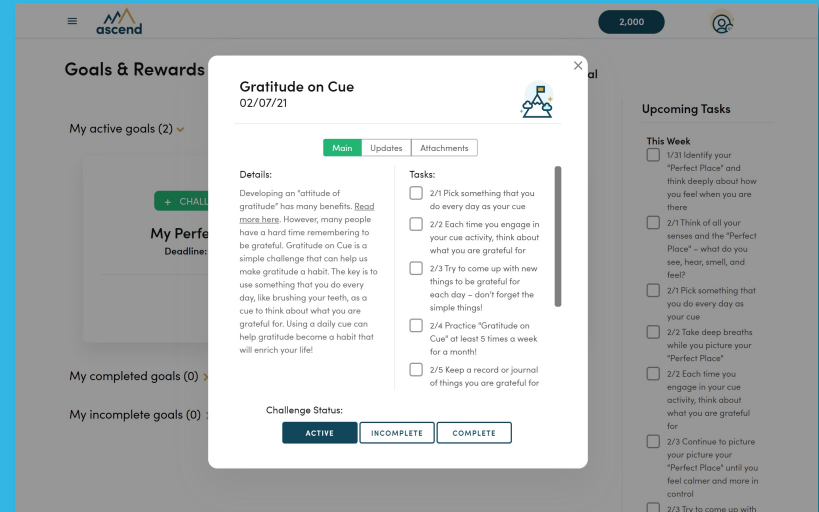 ascend
2,000
Goals & Rewards
al
My active goals (2)
+ CHALL
My Perfe
Deadline:
My completed goals (0)
My incomplete goals (0)
Gratitude on Cue
02/07/21
Main
Updates
Attachments
Details:
Developing an "attitude of
gratitude" has many benefits. Read
more here. However, many people
have a hard time remembering to
be grateful. Gratitude on Cue is a
simple challenge that can help us
make gratitude a habit. The key is to
use something that you do every
day, like brushing your teeth, as a
cue to think about what you are
grateful for. Using a daily cue can
help gratitude become a habit that
will enrich your life!
Tasks:
2/1 Pick something that you
do every day as your cue
2/2 Each time you engage in
your cue activity, think about
what you are grateful for
2/3 Try to come up with new
things to be grateful for
each day – don't forget the
simple things!
2/4 Practice "Gratitude on
Cue" at least 5 times a week
for a month!
2/5 Keep a record or journal
of things you are grateful for
Challenge Status:
ACTIVE
INCOMPLETE
COMPLETE
Upcoming Tasks
This Week
1/31 Identify your
"Perfect Place" and
think deeply about how
you feel when you are
there
2/1 Think of all your
senses and the "Perfect
Place" – what do you
see, hear, smell, and
feel?
2/1 Pick something that
you do every day as
your cue
2/2 Take deep breaths
while you picture your
"Perfect Place"
2/2 Each time you
engage in your cue
activity, think about
what you are grateful
for
2/3 Continue to picture
your picture your
"Perfect Place" until you
feel calmer and more in
control
2/3 Try to come up with